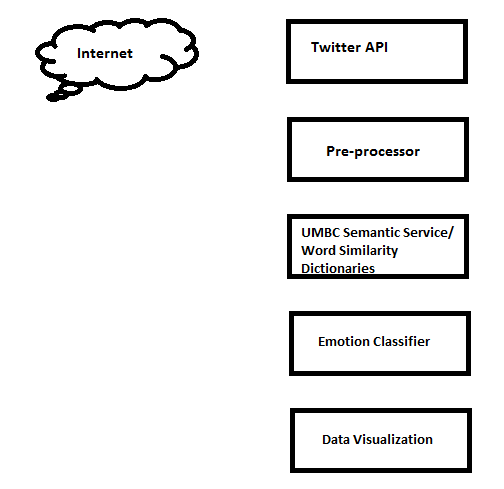 Internet
Twitter API
Pre-processor
UMBC Semantic Service/
Word Similarity
Dictionaries
Emotion Classifier
Data Visualization